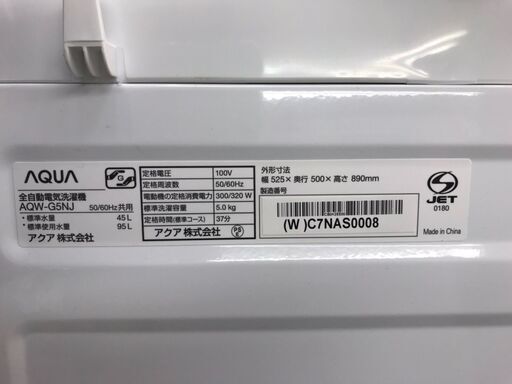 AQUA
全自動電気洗濯機
AQW-G5NJ 50/60Hz共用
・標準水量 45L
・標準使用水量 95L
アクア 株式会社
定格電圧 100V
定格周波数 50/60Hz
電動機の定格消費電力 300/320 W
標準洗濯容量 5.0 kg
定格時間(標準コース) 37分
アクア 株式会社
PSE
外形寸法
幅 525× 奥行 500× 高さ 890mm
製造番号
(W )C7NAS0008
S
JET
0180
Made in China